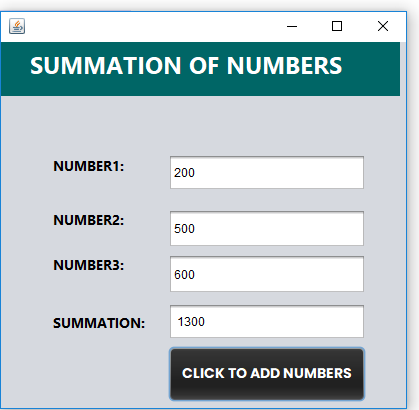 SUMMATION OF NUMBERS
NUMBER1: 200
NUMBER2: 500
NUMBER3: 600
SUMMATION: 1300
CLICK TO ADD NUMBERS